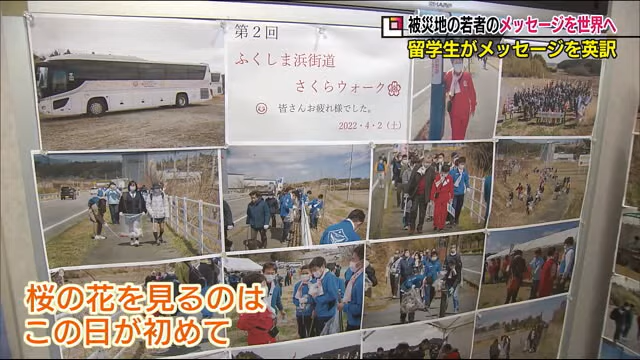 SHARP
被災地の若者のメッセージを世界へ
留学生がメッセージを英訳
第2回
ふくしま浜街道
さくらウォーク
皆さんお疲れ様でした。
2022・4・2(土)
桜の花を見るのは
この日が初めて